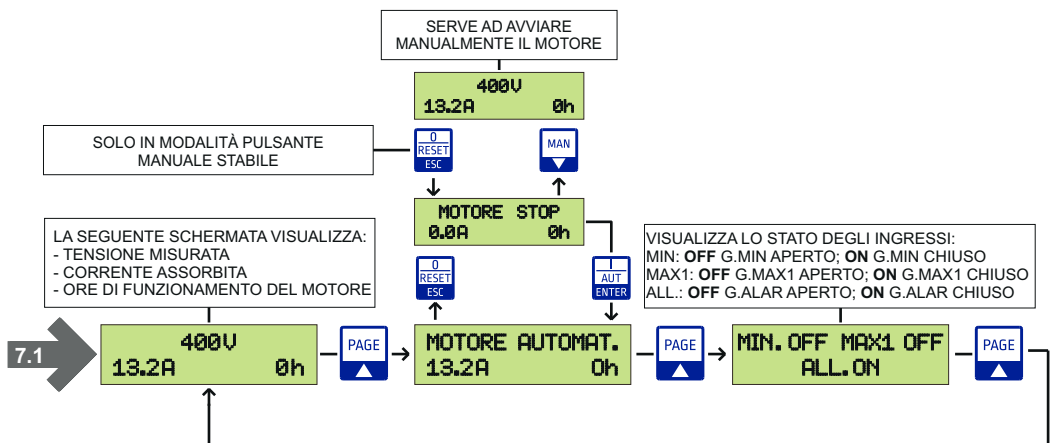 SERVE AD AVVIARE
MANUALMENTE IL MOTORE
400V
13.2A 0h
SOLO IN MODALITÀ PULSANTE
MANUALE STABILE
0
RESET
ESC
MAN
MOTORE STOP
0.0A 0h
LA SEGUENTE SCHERMATA VISUALIZZA:
- TENSIONE MISURATA
- CORRENTE ASSORBITA
- ORE DI FUNZIONAMENTO DEL MOTORE
0
RESET
ESC
I
AUT
ENTER
VISUALIZZA LO STATO DEGLI INGRESSI:
MIN: OFF G.MIN APERTO; ON G.MIN CHIUSO
MAX1: OFF G.MAX1 APERTO; ON G.MAX1 CHIUSO
ALL.: OFF G.ALAR APERTO; ON G.ALAR CHIUSO
7.1
400V
13.2A 0h
PAGE
MOTORE AUTOMAT.
13.2A 0h
PAGE
MIN.OFF MAX1 OFF
ALL.ON
PAGE